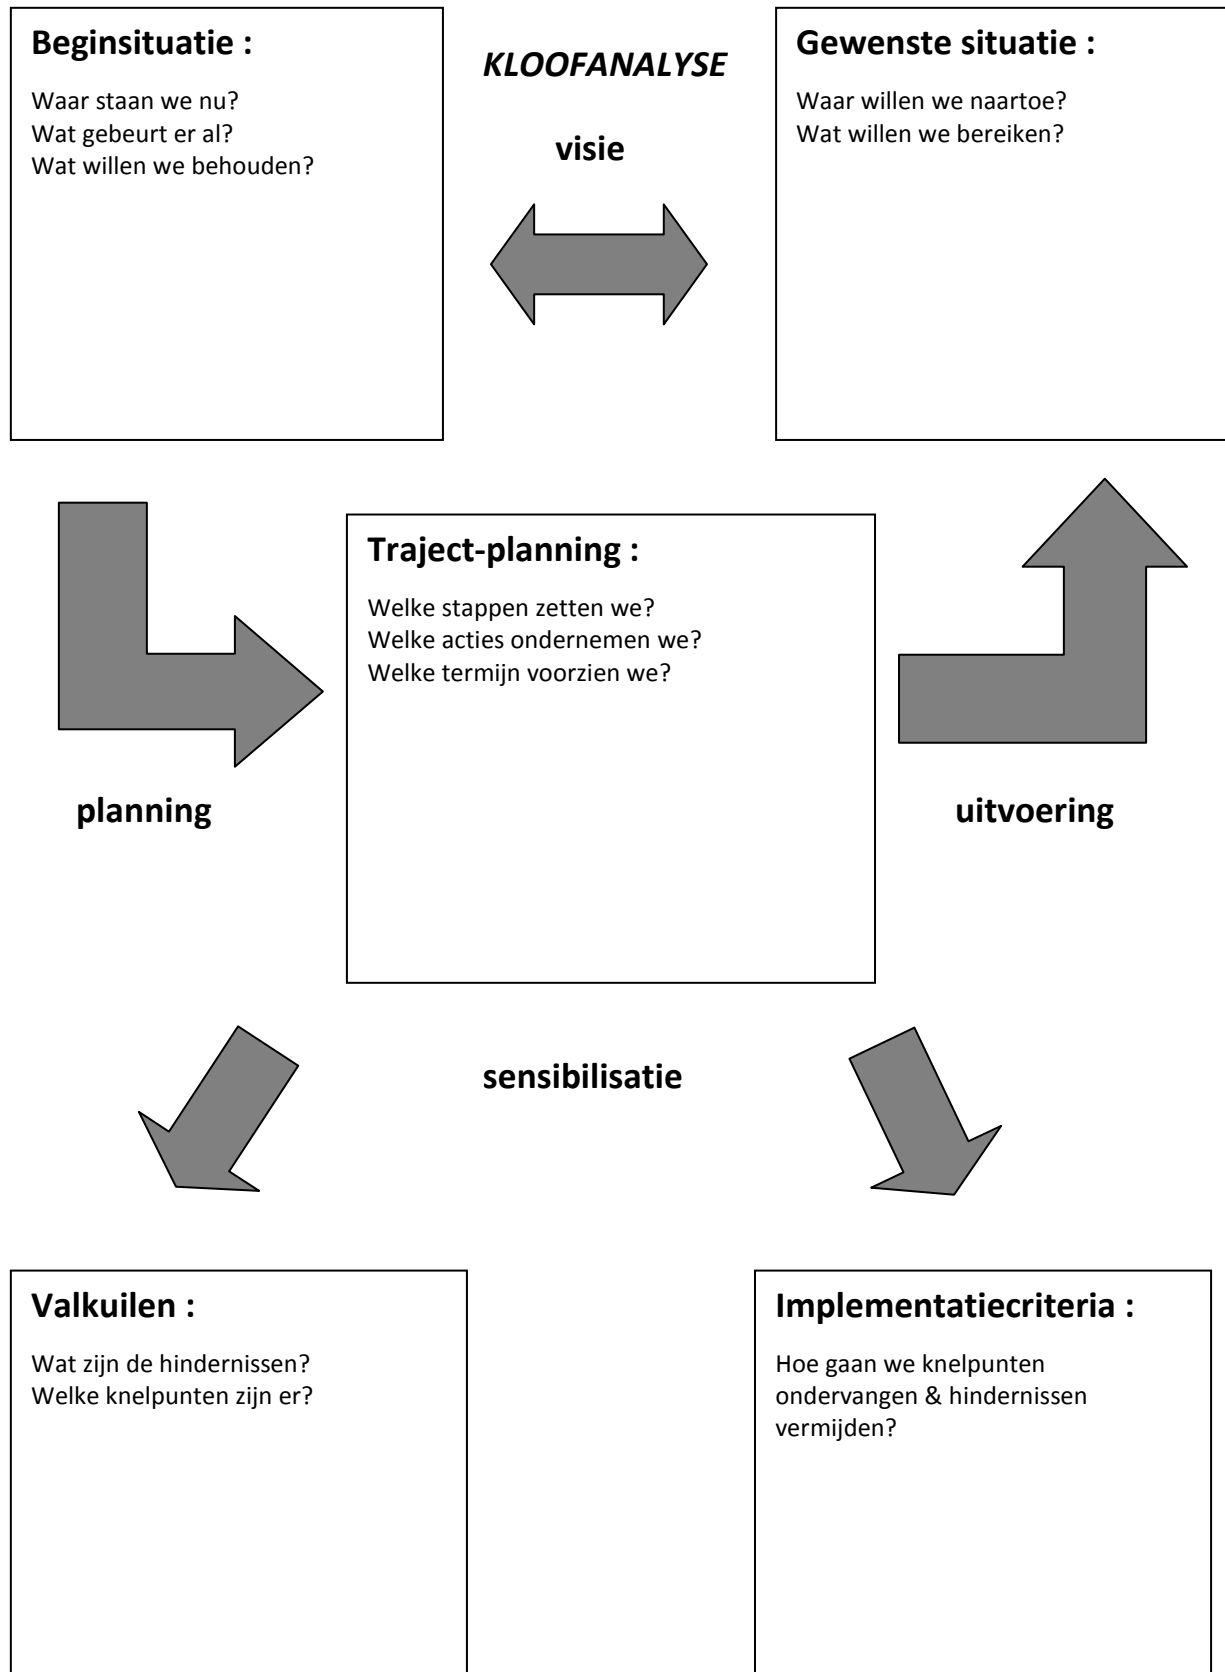 Beginsituatie :
Waar staan we nu?
Wat gebeurt er al?
Wat willen we behouden?
KLOOFANALYSE
visie
Gewenste situatie :
Waar willen we naartoe?
Wat willen we bereiken?
Traject-planning :
Welke stappen zetten we?
Welke acties ondernemen we?
Welke termijn voorzien we?
planning
uitvoering
sensibilisatie
Valkuilen :
Wat zijn de hindernissen?
Welke knelpunten zijn er?
Implementatiecriteria :
Hoe gaan we knelpunten
ondervangen & hindernissen
vermijden?